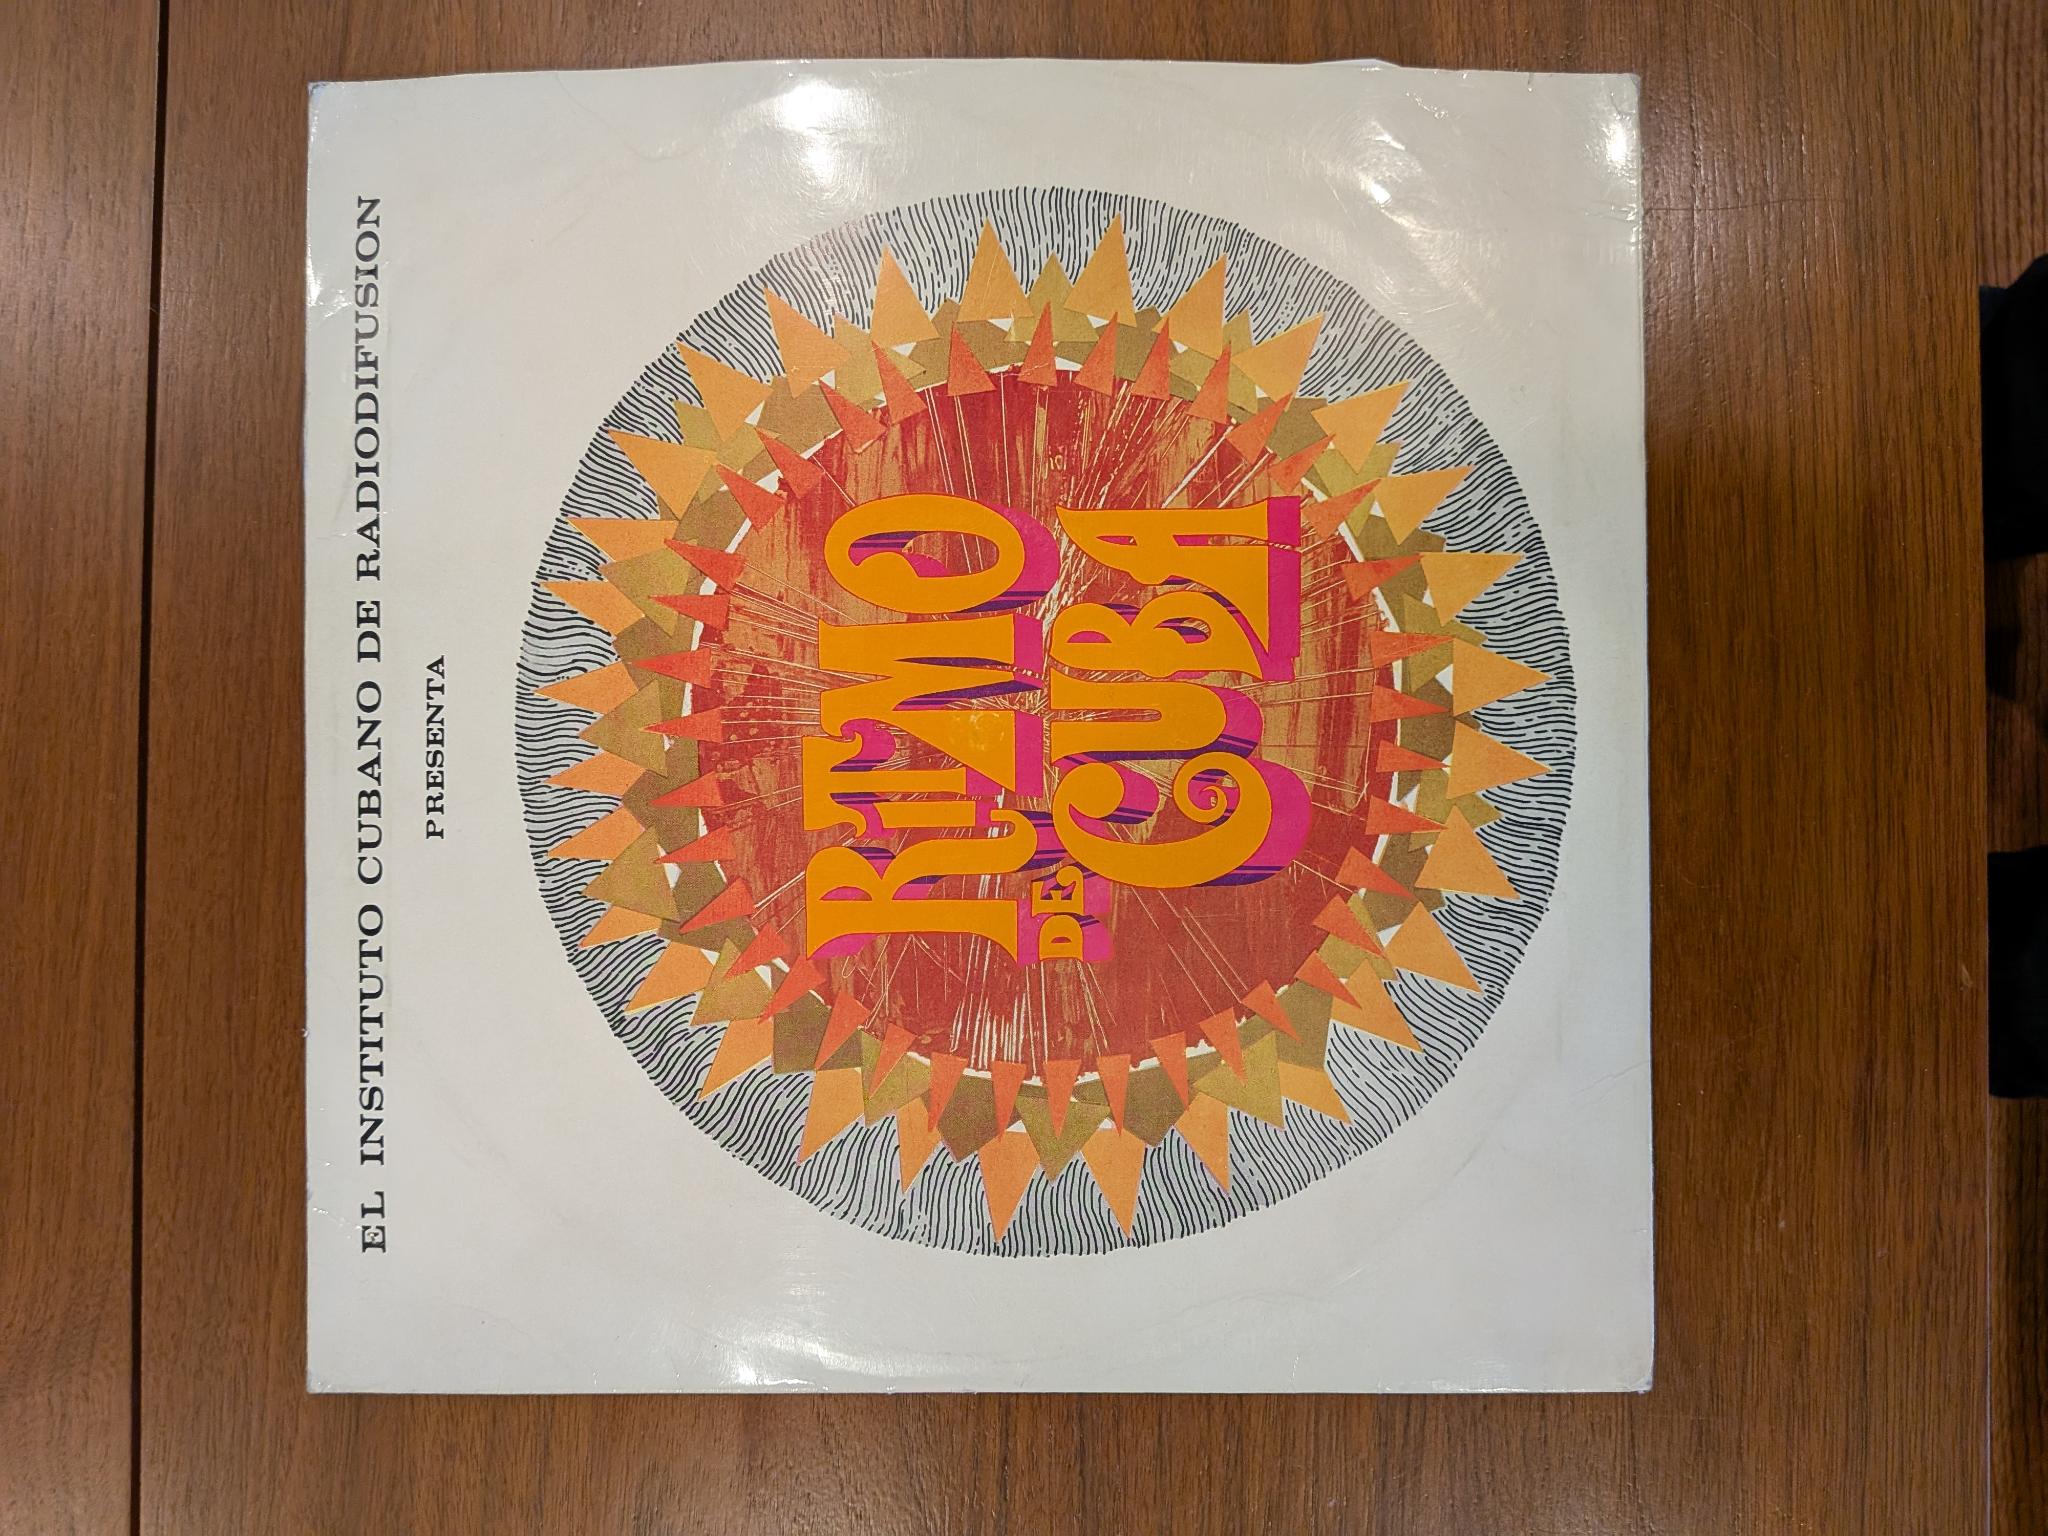 EL INSTITUTO CUBANO DE RADIODIFUSION
PRESENTA
RITMO
DE CUBA